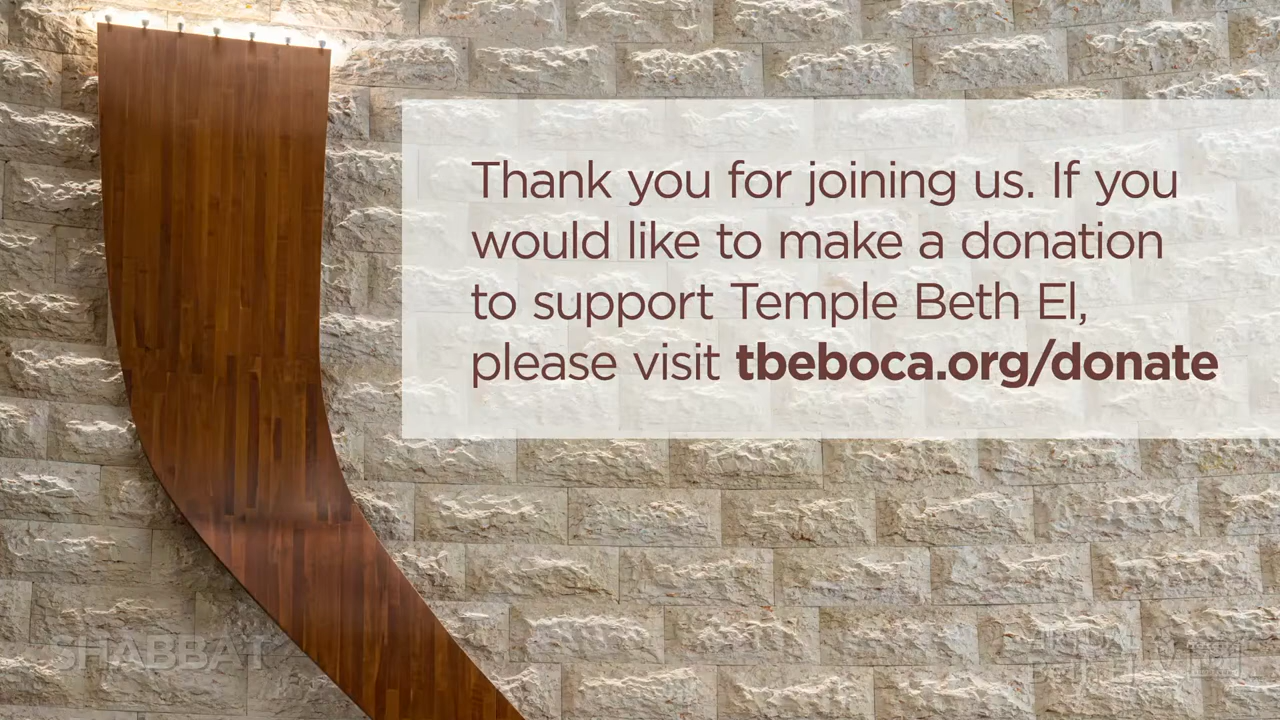 Thank you for joining us. If you
would like to make a donation
to support Temple Beth El,
please visit tbeboca.org/donate
SHABBAT